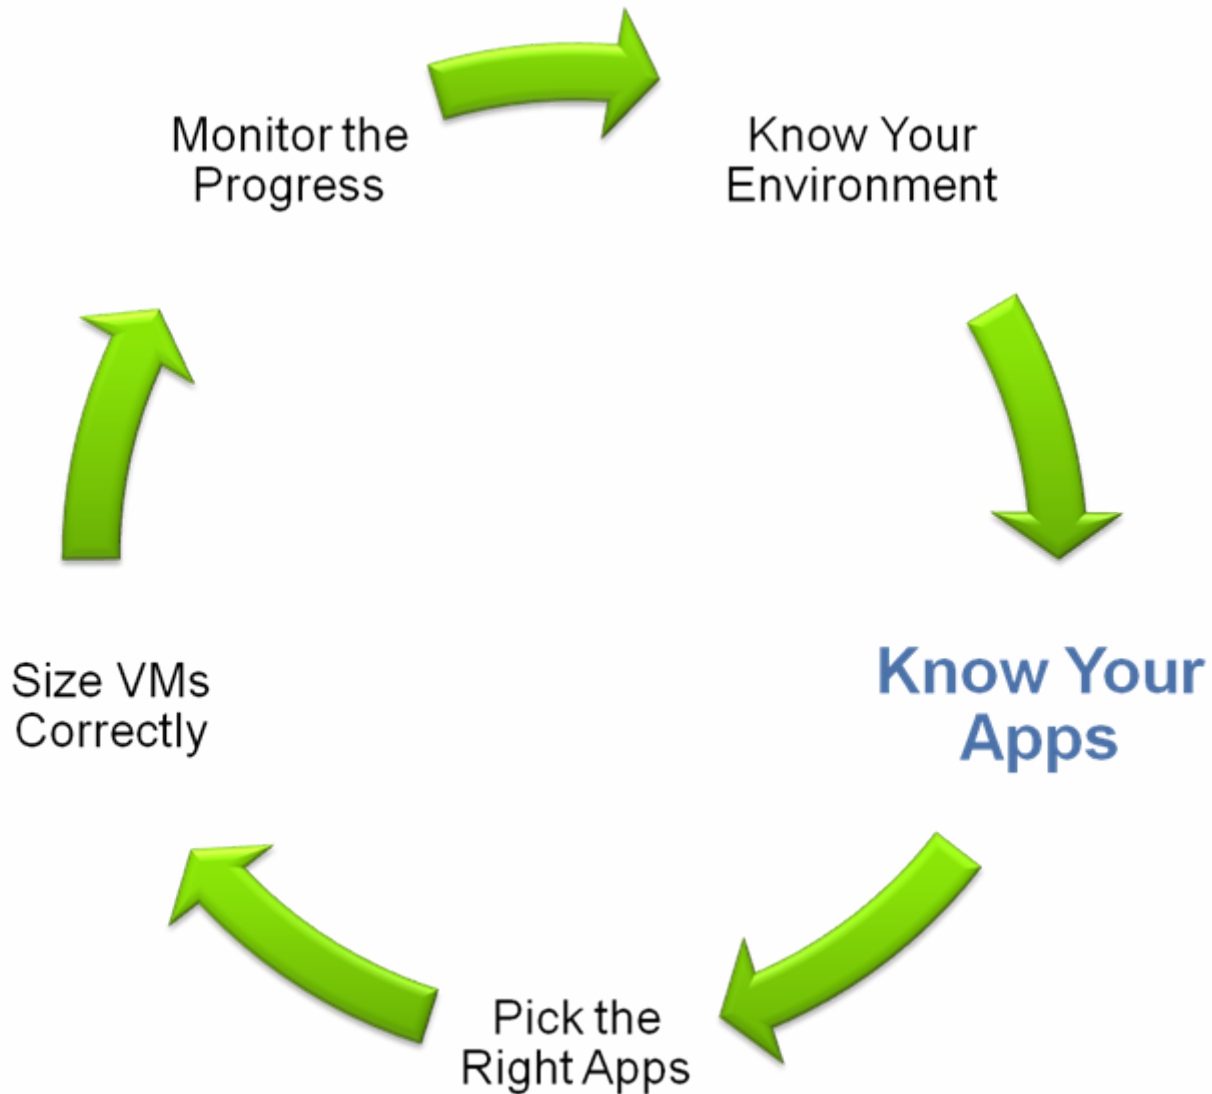 Monitor the
Progress
Know Your
Environment
Know Your
Apps
Pick the
Right Apps
Size VMs
Correctly